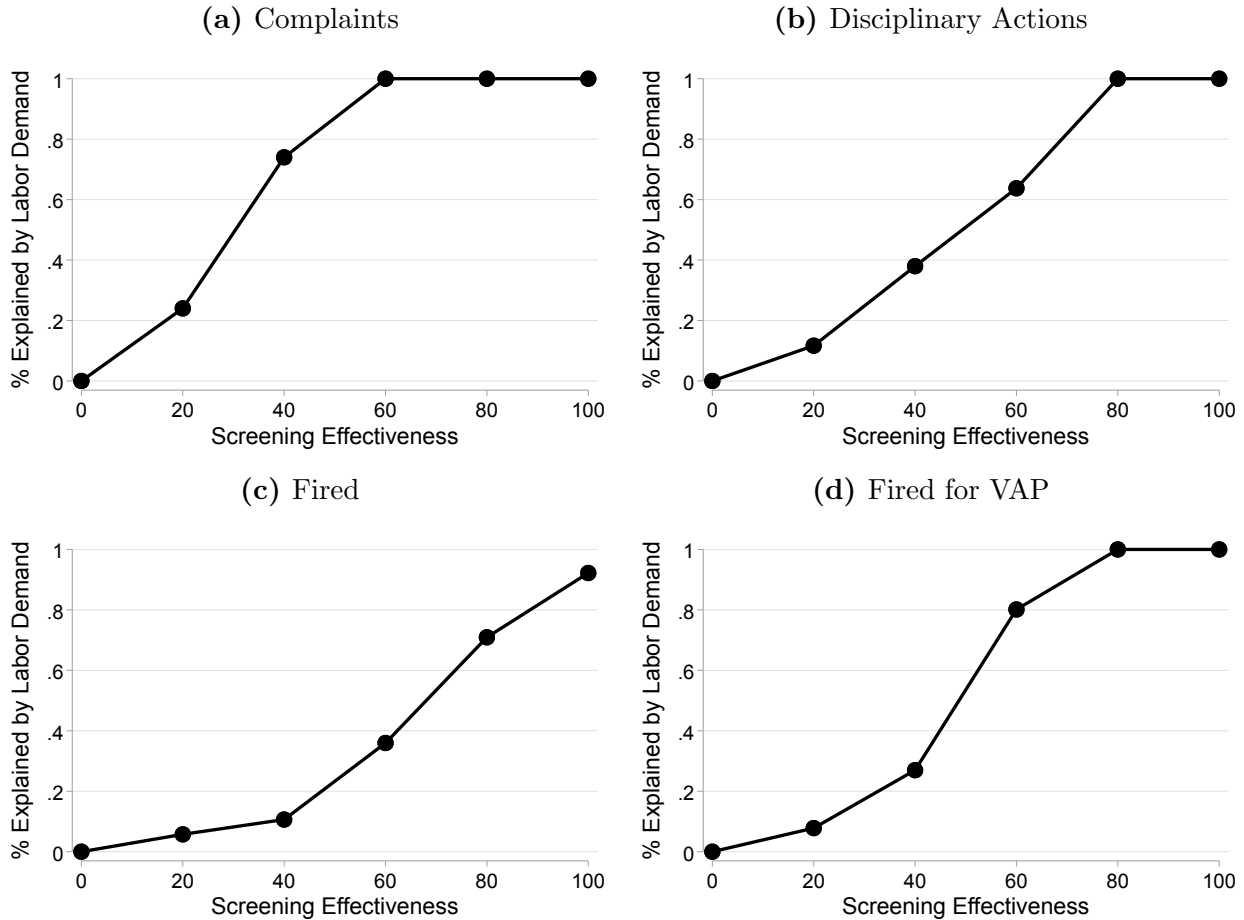 (a) Complaints
% Explained by Labor Demand
1
.8
.6
.4
.2
0
0 20 40 60 80 100
Screening Effectiveness
(b) Disciplinary Actions
% Explained by Labor Demand
1
.8
.6
.4
.2
0
0 20 40 60 80 100
Screening Effectiveness
(c) Fired
% Explained by Labor Demand
1
.8
.6
.4
.2
0
0 20 40 60 80 100
Screening Effectiveness
(d) Fired for VAP
% Explained by Labor Demand
1
.8
.6
.4
.2
0
0 20 40 60 80 100
Screening Effectiveness